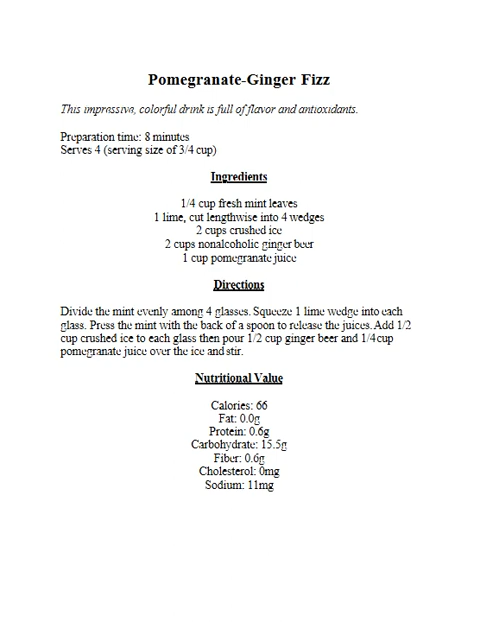 Pomegranate-Ginger Fizz
This impressive, colorful drink is full of flavor and antioxidants.
Preparation time: 8 minutes
Serves 4 (serving size of 3/4 cup)
Ingredients
1/4 cup fresh mint leaves
1 lime, cut lengthwise into 4 wedges
2 cups crushed ice
2 cups nonalcoholic ginger beer
1 cup pomegranate juice
Directions
Divide the mint evenly among 4 glasses. Squeeze 1 lime wedge into each
glass. Press the mint with the back of a spoon to release the juices. Add 1/2
cup crushed ice to each glass then pour 1/2 cup ginger beer and 1/4 cup
pomegranate juice over the ice and stir.
Nutritional Value
Calories: 66
Fat: 0.0g
Protein: 0.6g
Carbohydrate: 15.5g
Fiber: 0.6g
Cholesterol: 0mg
Sodium: 11mg